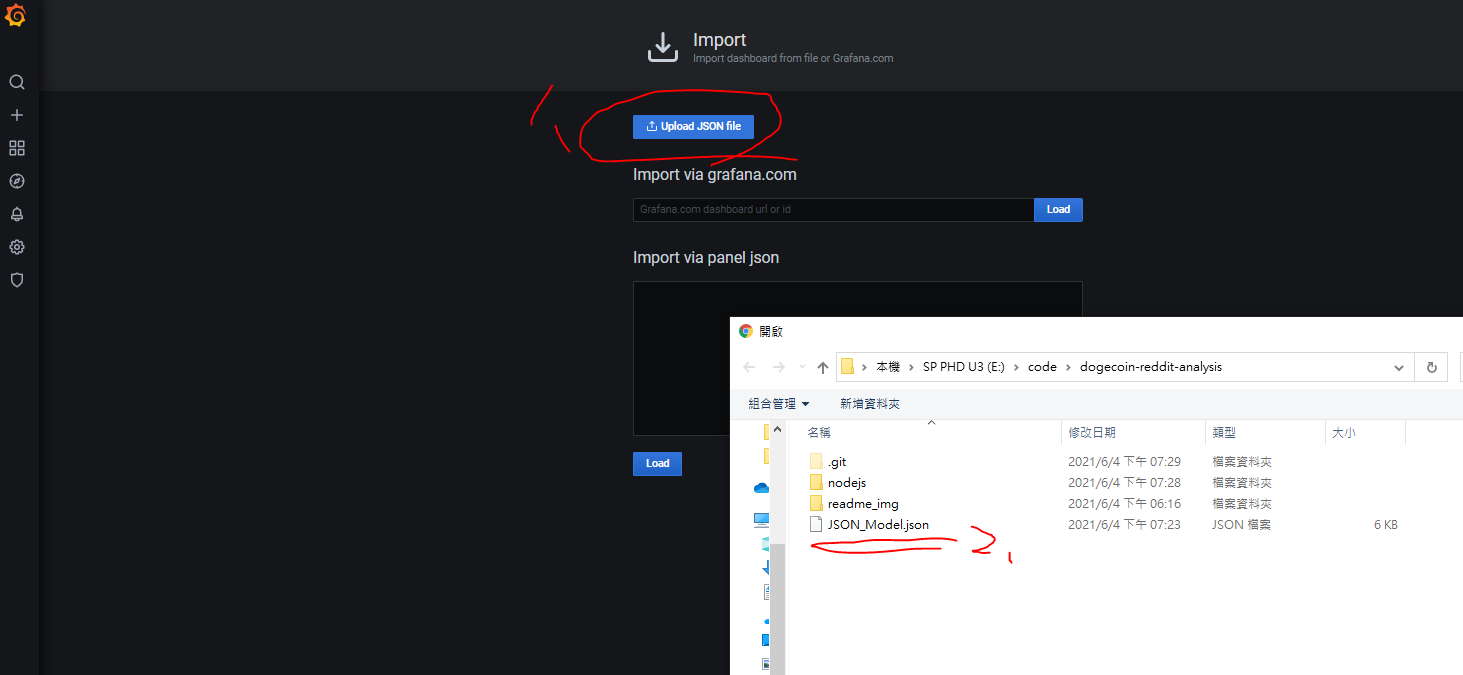 Import
Import dashboard from file or Grafana.com
Upload JSON file
Import via grafana.com
Grafana.com dashboard url or id
Load
Import via panel json
Load
開啟
本機 › SP PHD U3 (E:) › code › dogecoin-reddit-analysis
組合管理 新增資料夾
名稱 修改日期 類型 大小
.git 2021/6/4 下午 07:29 檔案資料夾
nodejs 2021/6/4 下午 07:28 檔案資料夾
readme_img 2021/6/4 下午 06:16 檔案資料夾
JSON_Model.json 2021/6/4 下午 07:23 JSON 檔案 6 KB
2.